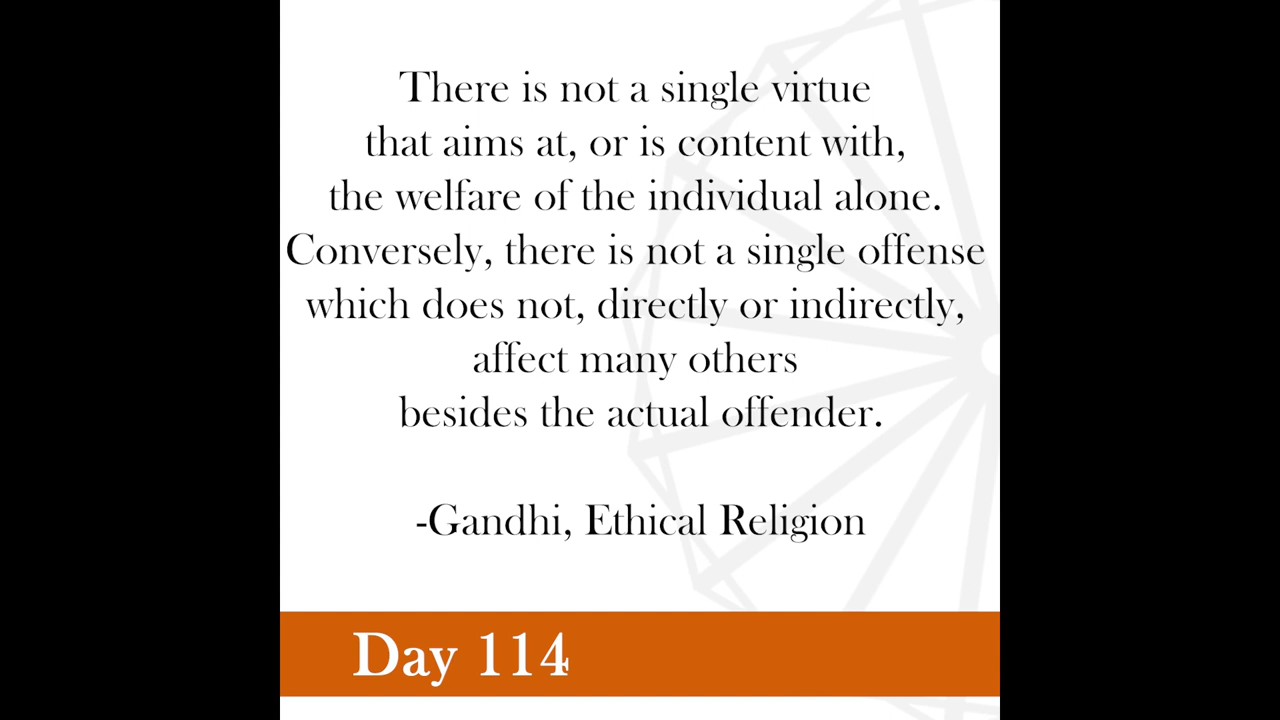 There is not a single virtue
that aims at, or is content with,
the welfare of the individual alone.
Conversely, there is not a single offense
which does not, directly or indirectly,
affect many others
besides the actual offender.
-Gandhi, Ethical Religion
Day 114